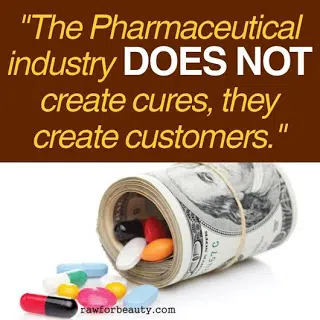 "The Pharmaceutical
industry DOES NOT
create cures, they
create customers."
rawforbeauty.com